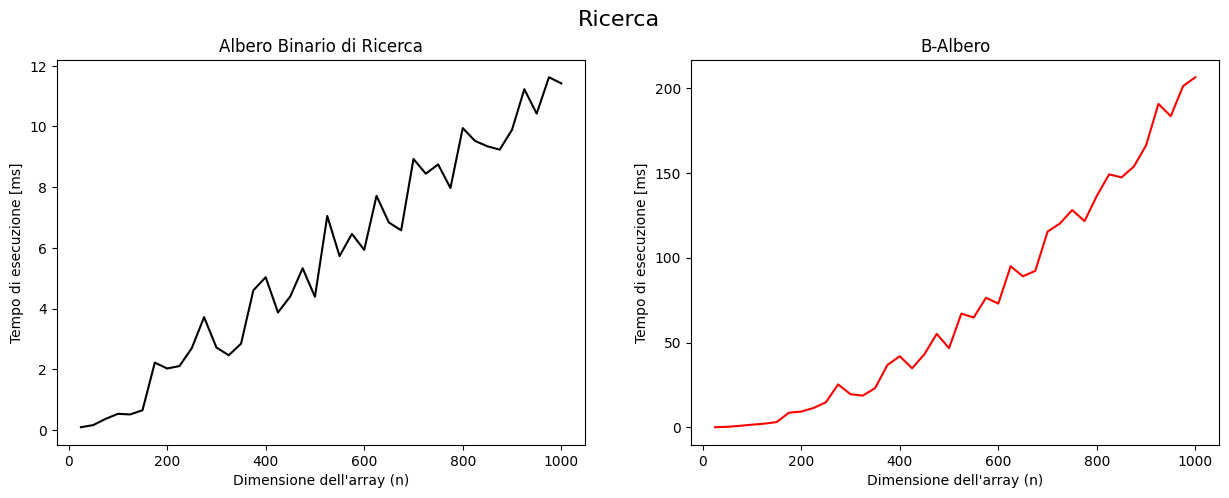 Ricerca
Albero Binario di Ricerca
12
10
8
6
4
2
0
Tempo di esecuzione [ms]
0 200 400 600 800 1000
Dimensione dell'array (n)
B-Albero
200
150
100
50
0
Tempo di esecuzione [ms]
0 200 400 600 800 1000
Dimensione dell'array (n)